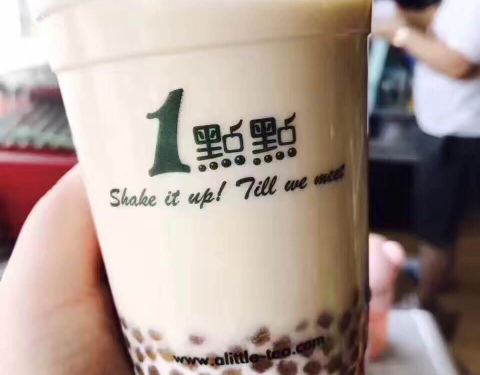 1點點
Shake it up! Till we meet
www.alittle-tea.com